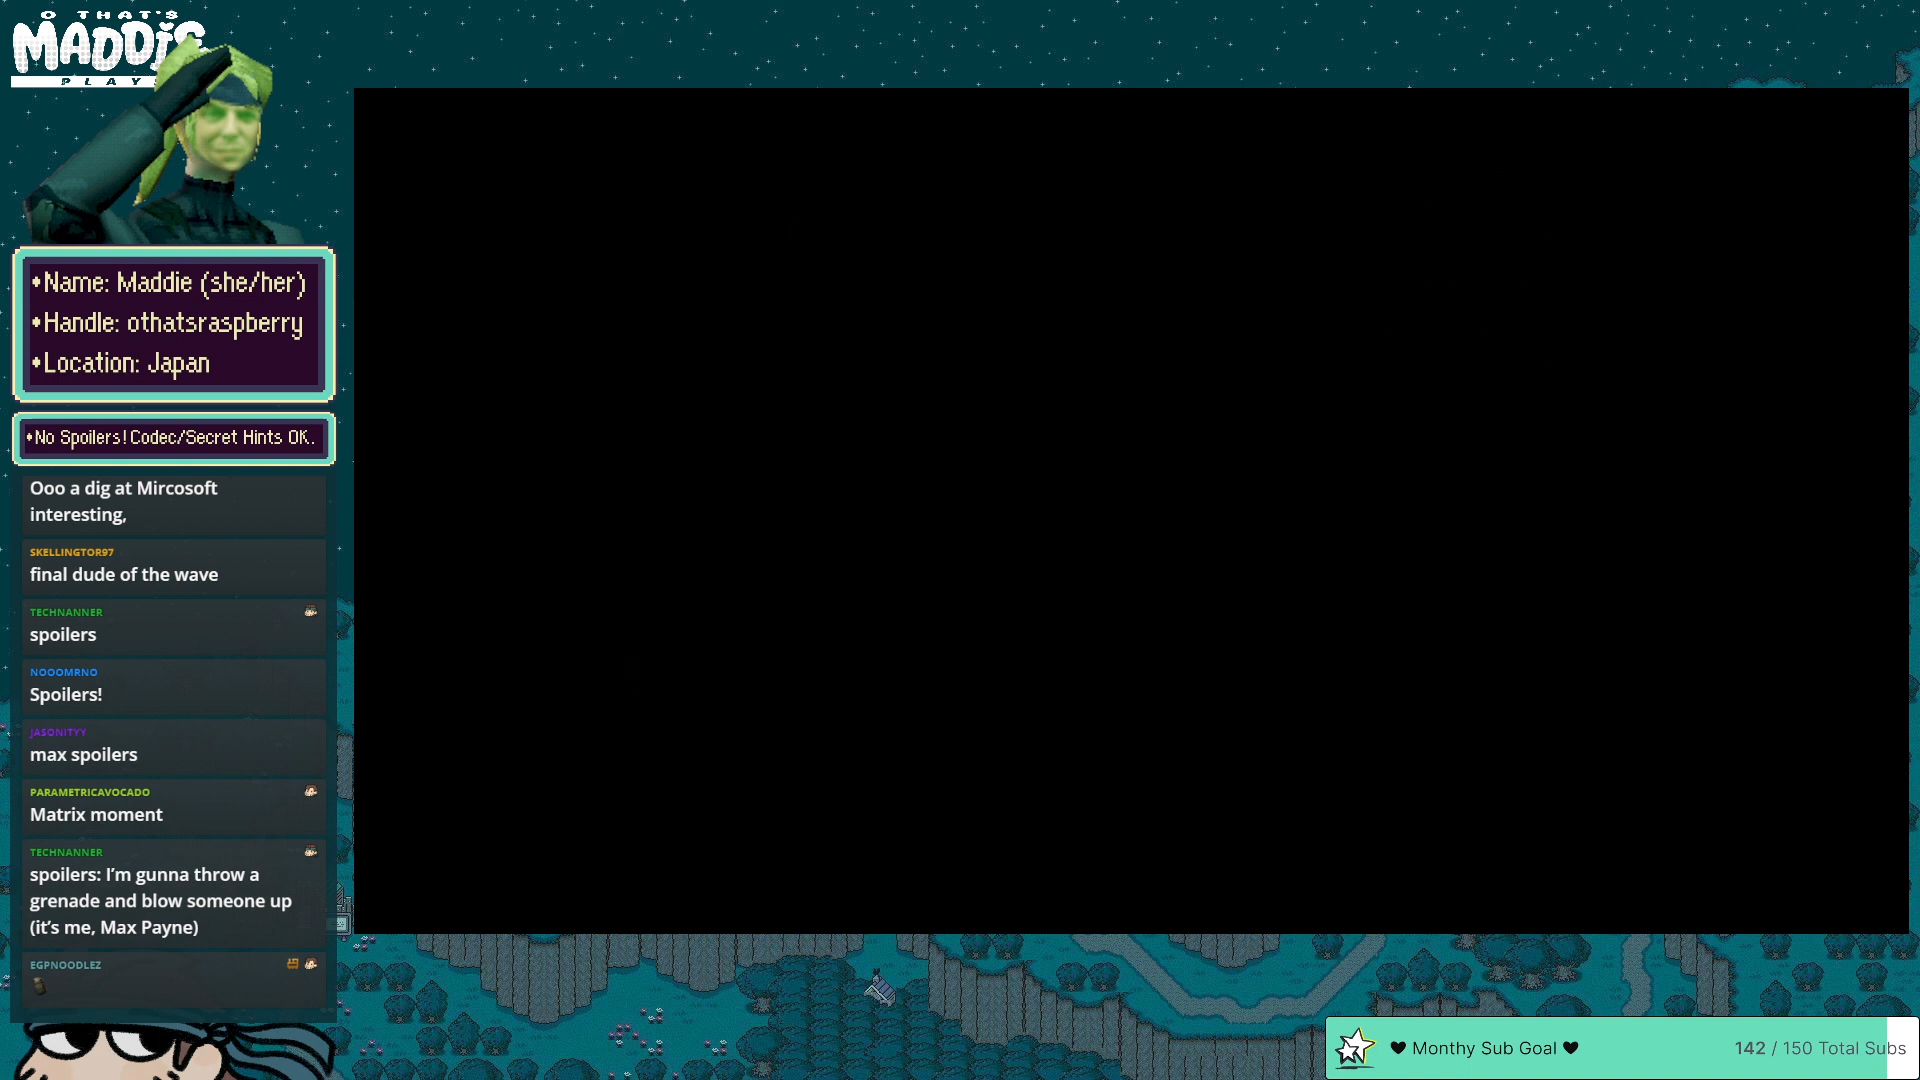 O THAT'S
MADDIE
PLAY
•Name: Maddie (she/her)
•Handle: othatsraspberry
•Location: Japan
•No Spoilers! Codec/Secret Hints OK.
Ooo a dig at Mircosoft
interesting,
SKELLINGTOR97
final dude of the wave
TECHNANNER
spoilers
NOOOMRNO
Spoilers!
JASONITYY
max spoilers
PARAMETRICAVOCADO
Matrix moment
TECHNANNER
spoilers: I'm gunna throw a
grenade and blow someone up
(it's me, Max Payne)
EGPNOODLEZ
♥ Monthy Sub Goal ♥
142 / 150 Total Subs